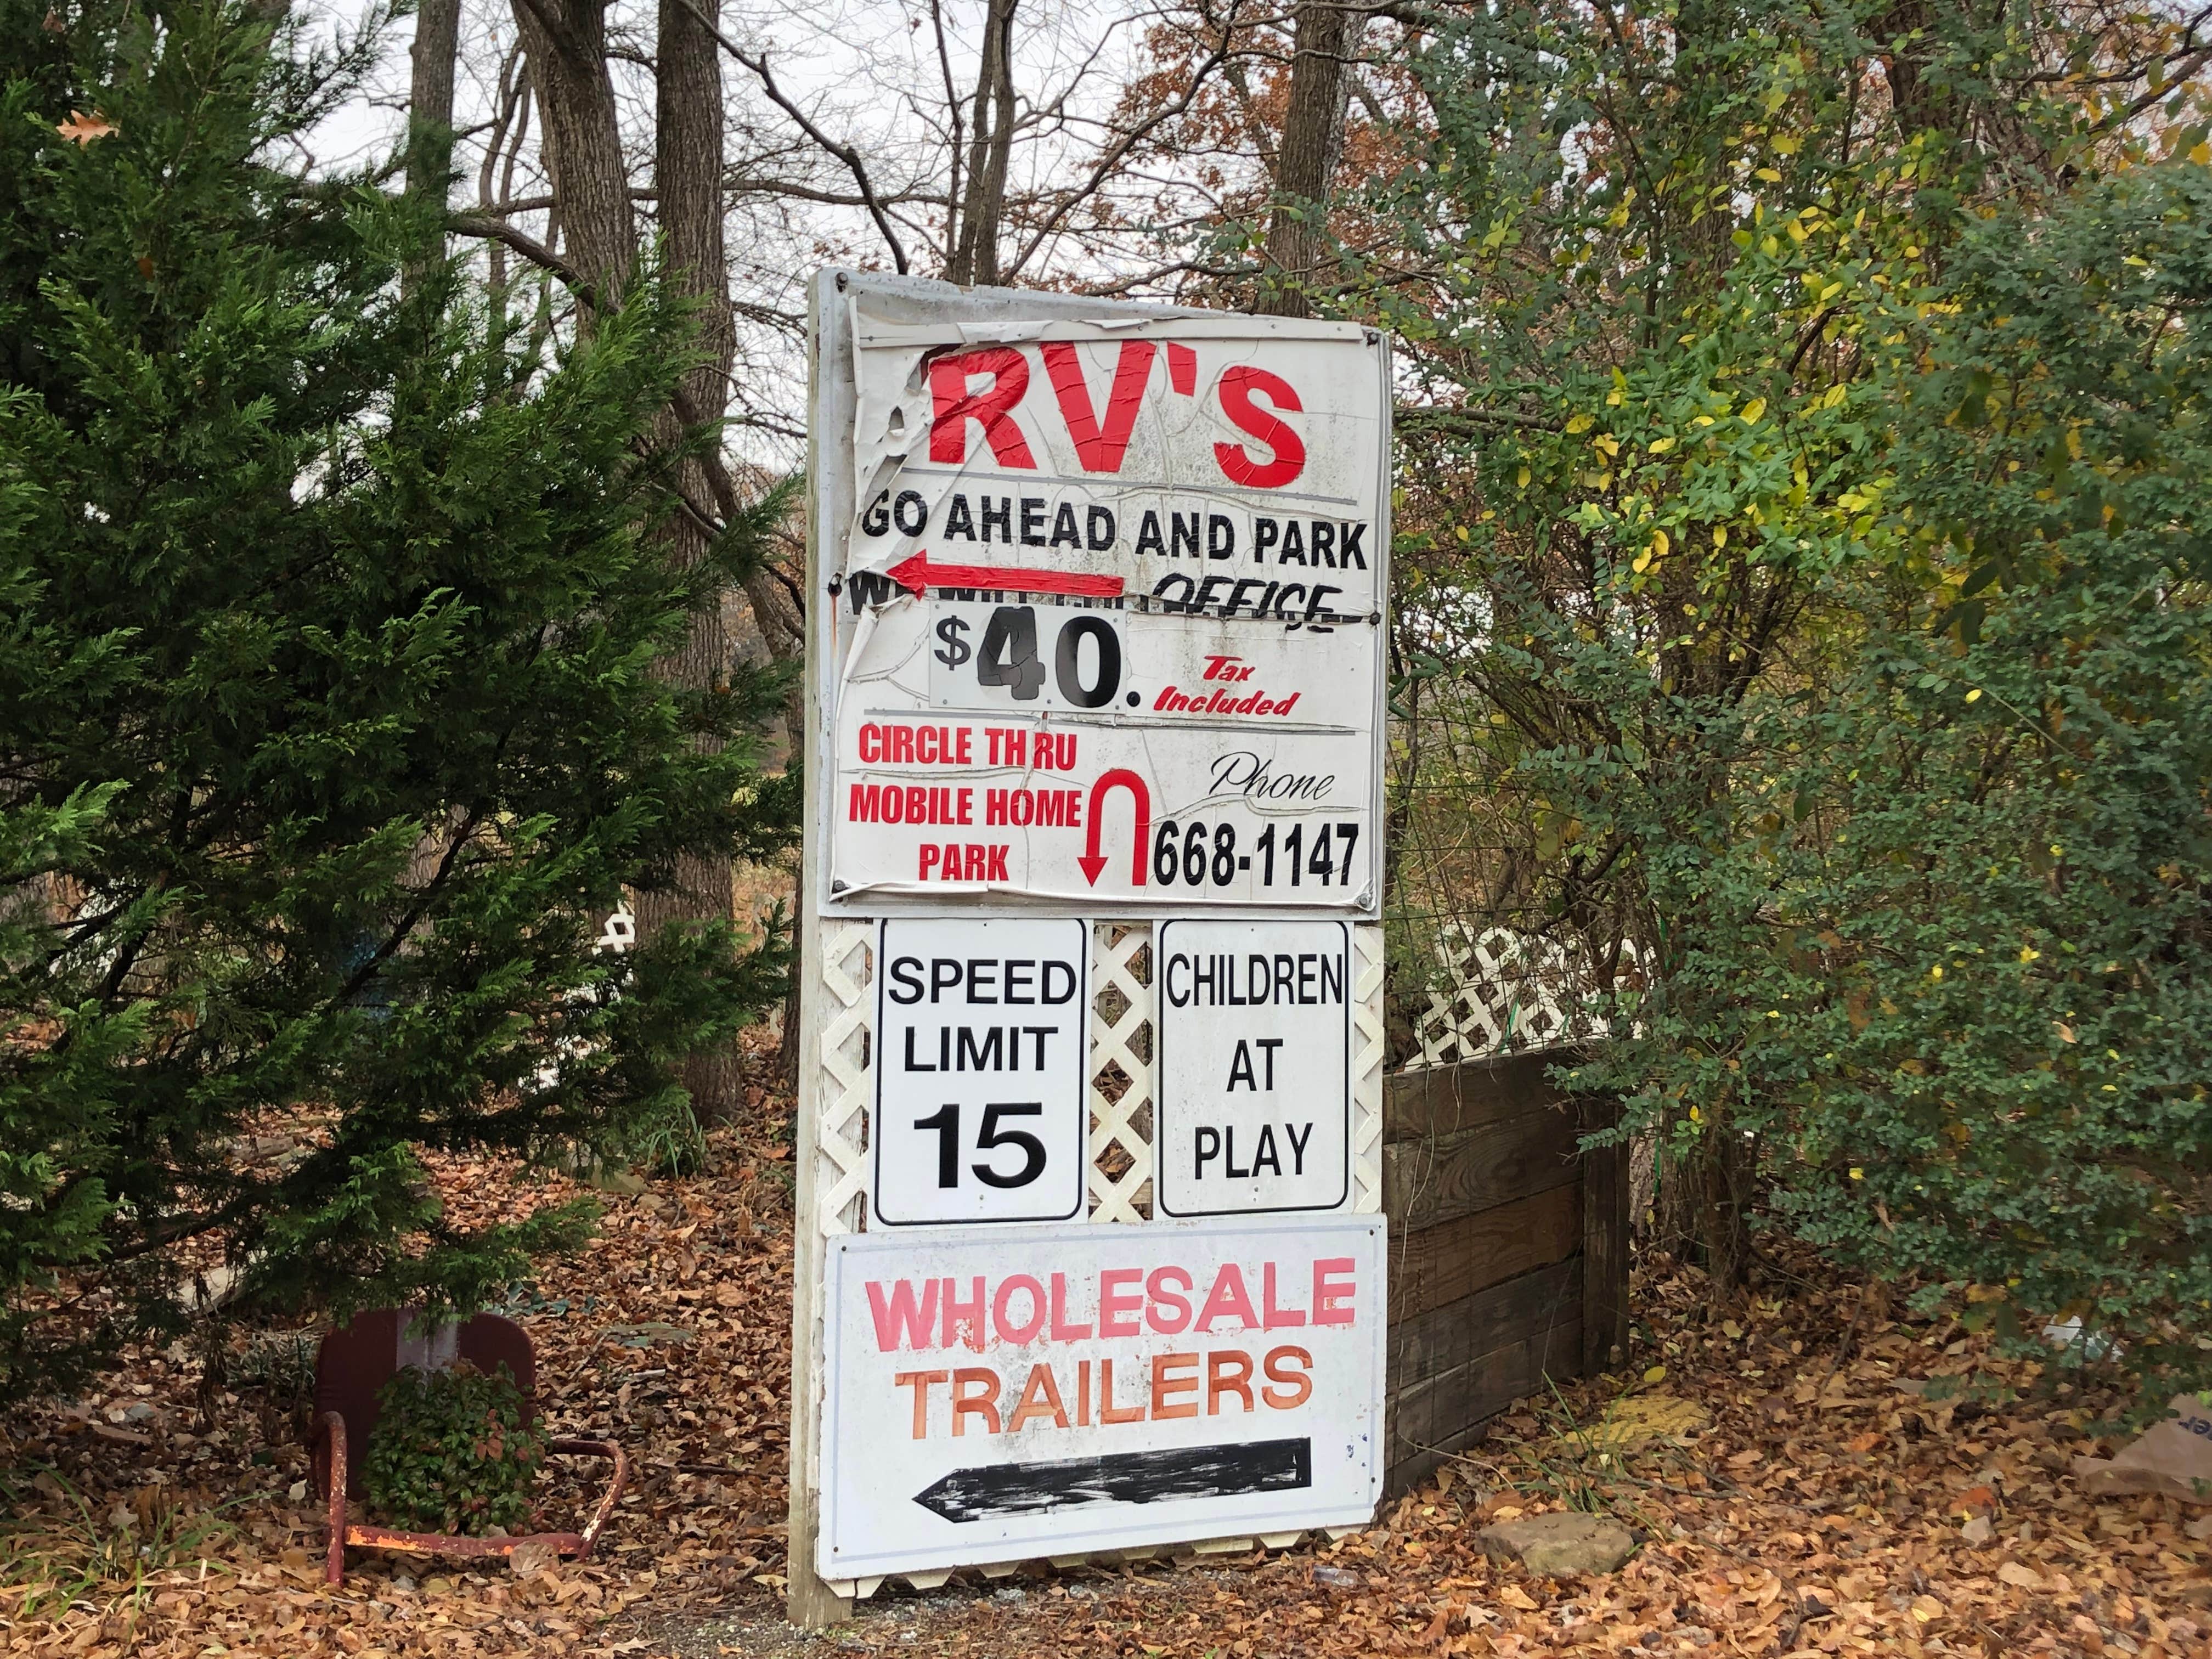 RV'S
GO AHEAD AND PARK
OFFICE
$40.
Tax
Included
CIRCLE THRU
MOBILE HOME
PARK
Phone
668-1147
SPEED
LIMIT
15
CHILDREN
AT
PLAY
WHOLESALE
TRAILERS